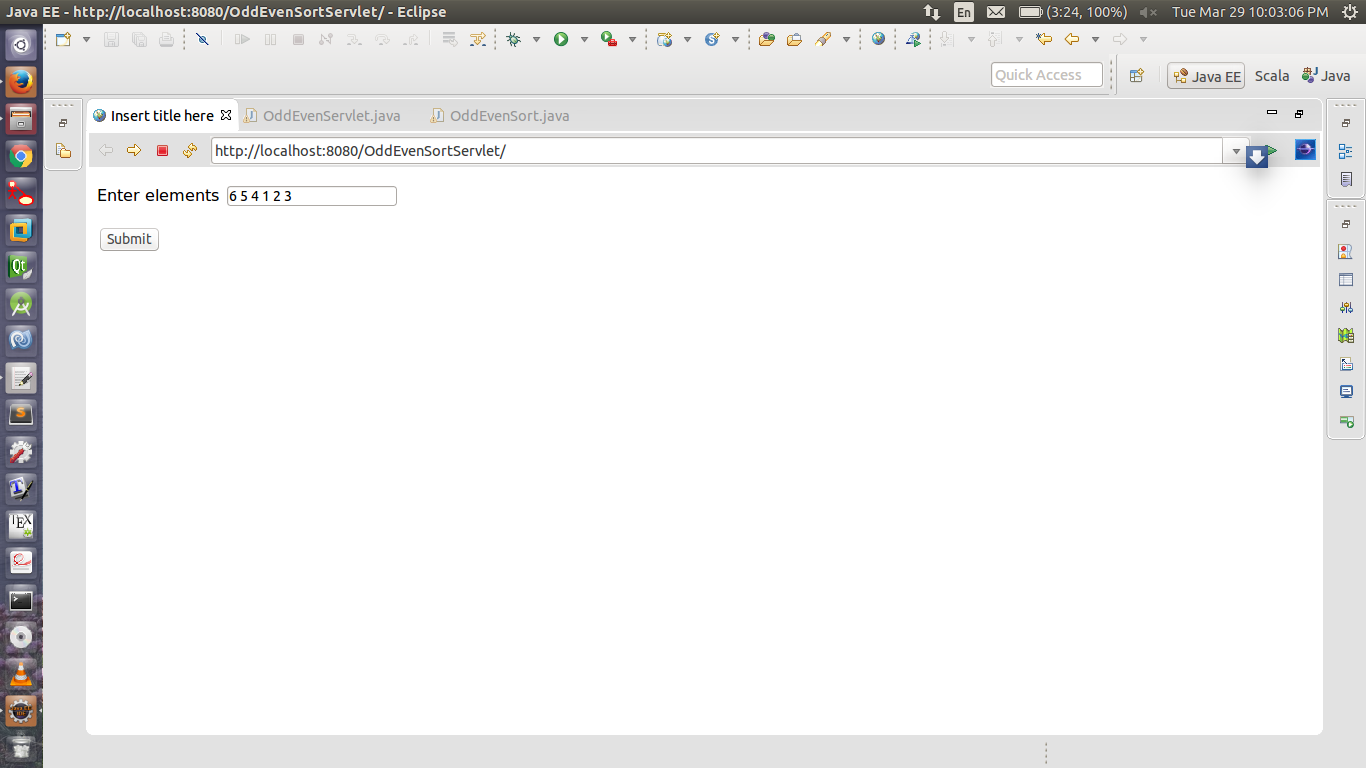 Java EE - http://localhost:8080/OddEvenSortServlet/ - Eclipse
En
(3:24, 100%)
Tue Mar 29 10:03:06 PM
Quick Access
Java EE
Scala
Java
Insert title here
OddEvenServlet.java
OddEvenSort.java
http://localhost:8080/OddEvenSortServlet/
Enter elements
6 5 4 1 2 3
Submit
Qt
S
T
TEX